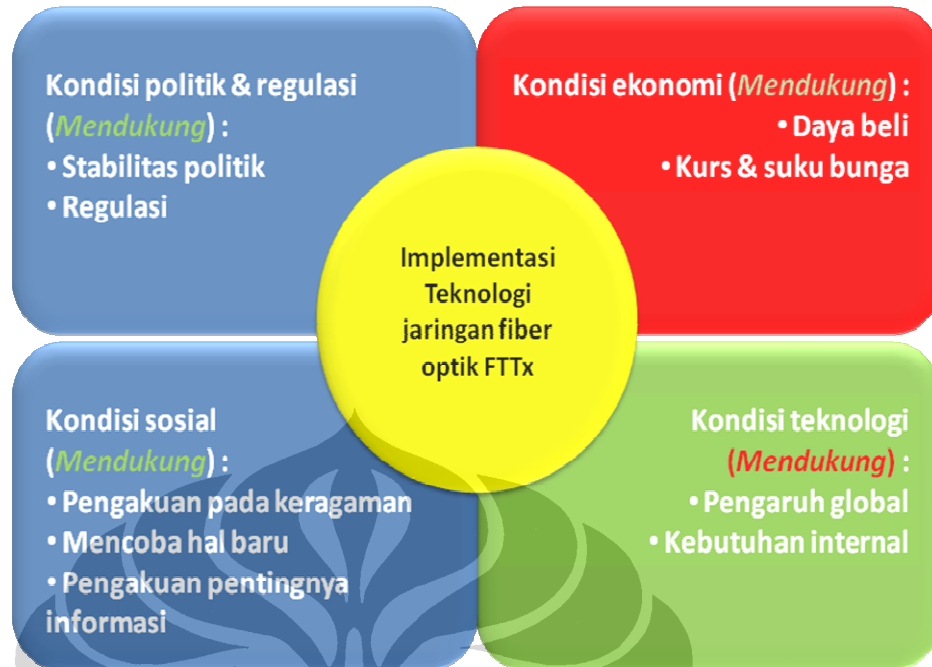 Kondisi politik & regulasi
(Mendukung) :
• Stabilitas politik
• Regulasi
Kondisi ekonomi (Mendukung) :
• Daya beli
• Kurs & suku bunga
Implementasi
Teknologi
jaringan fiber
optik FTTx
Kondisi sosial
(Mendukung) :
• Pengakuan pada keragaman
• Mencoba hal baru
• Pengakuan pentingnya
informasi
Kondisi teknologi
(Mendukung) :
• Pengaruh global
• Kebutuhan internal